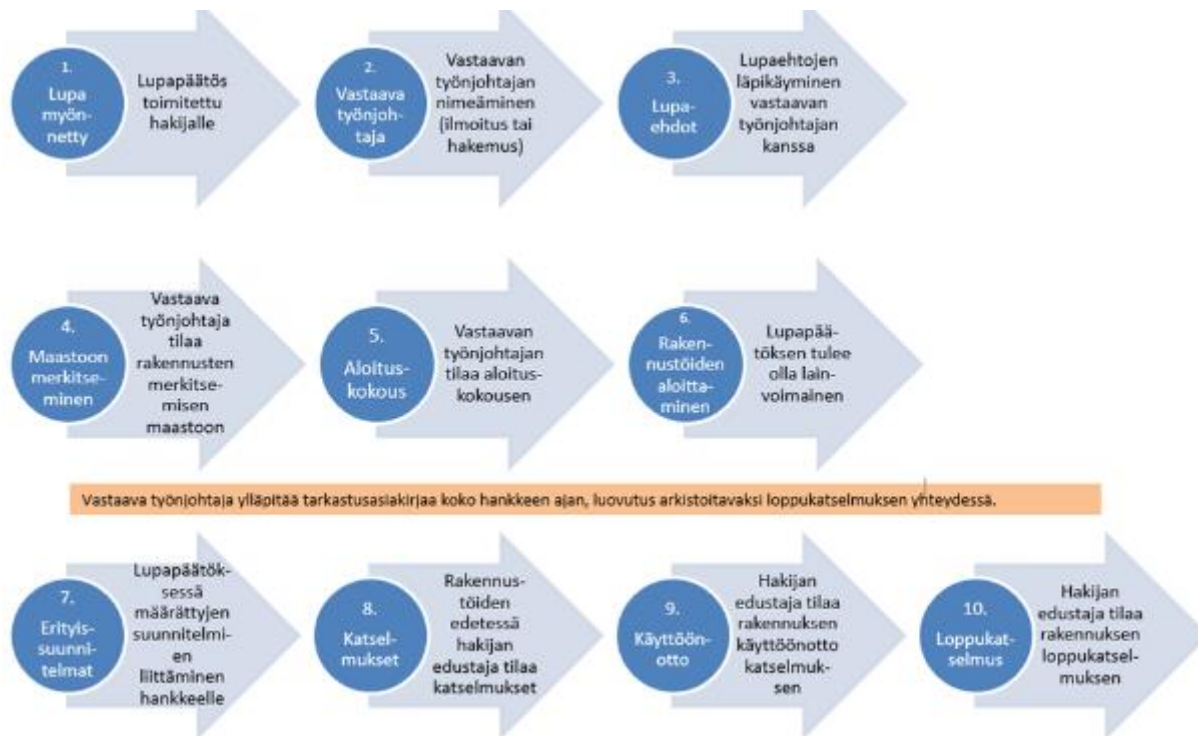 1.
Lupa
myön-
netty
Lupapäätös
toimitettu
hakijalle
2.
Vastaava
työnjoh-
taja
Vastaavan
työnjohtajan
nimeäminen
(ilmoitus tai
hakemus)
3.
Lupa-
ehdot
Lupaehtojen
läpikäyminen
vastaavan
työnjohtajan
kanssa
4.
Maastoon
merkitse-
minen
Vastaava
työnjohtaja
tilaa
rakennusten
merkitse-
misen
maastoon
5.
Aloitus-
kokous
Vastaavan
työnjohtajan
tilaa aloitus-
kokousen
6.
Raken-
nustöiden
aloitta-
minen
Lupapää-
töksen tulee
olla lain-
voimainen
Vastaava työnjohtaja ylläpitää tarkastusasiakirjaa koko hankkeen ajan, luovutus arkistoitavaksi loppukatselmuksen yhteydessä.
7.
Erityis-
suunni-
telmat
Lupapäätök-
sessä
määrättyjen
suunnitelmi-
en
liittäminen
hankkeelle
8.
Katsel-
mukset
Rakennus-
töiden
edetessä
hakijan
edustaja tilaa
katselmukset
9.
Käyttöön-
otto
Hakijan
edustaja tilaa
rakennuksen
käyttöönotto
katselmuk-
sen
10.
Loppukat-
selmus
Hakijan
edustaja tilaa
rakennuksen
loppukatsel-
muksen